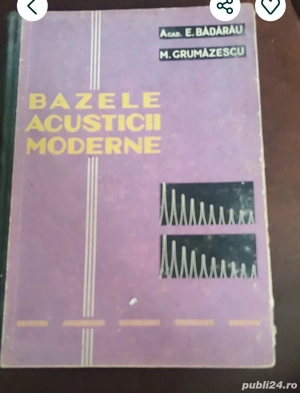 ACAD. E. BĂDĂRĂU
M. GRUMĂZESCU
BAZELE
ACUSTICII
MODERNE
publi24.ro